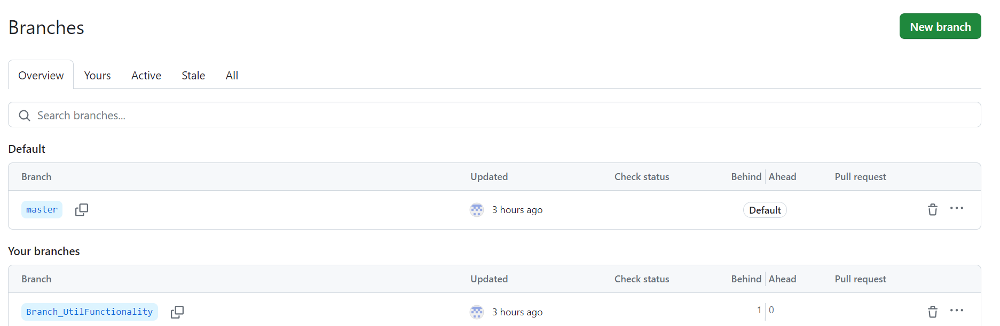 Branches
New branch
Overview Yours Active Stale All
Search branches...
Default
Branch Updated Check status Behind Ahead Pull request
master 3 hours ago Default
Your branches
Branch Updated Check status Behind Ahead Pull request
Branch_UtilFunctionality 3 hours ago 1 0